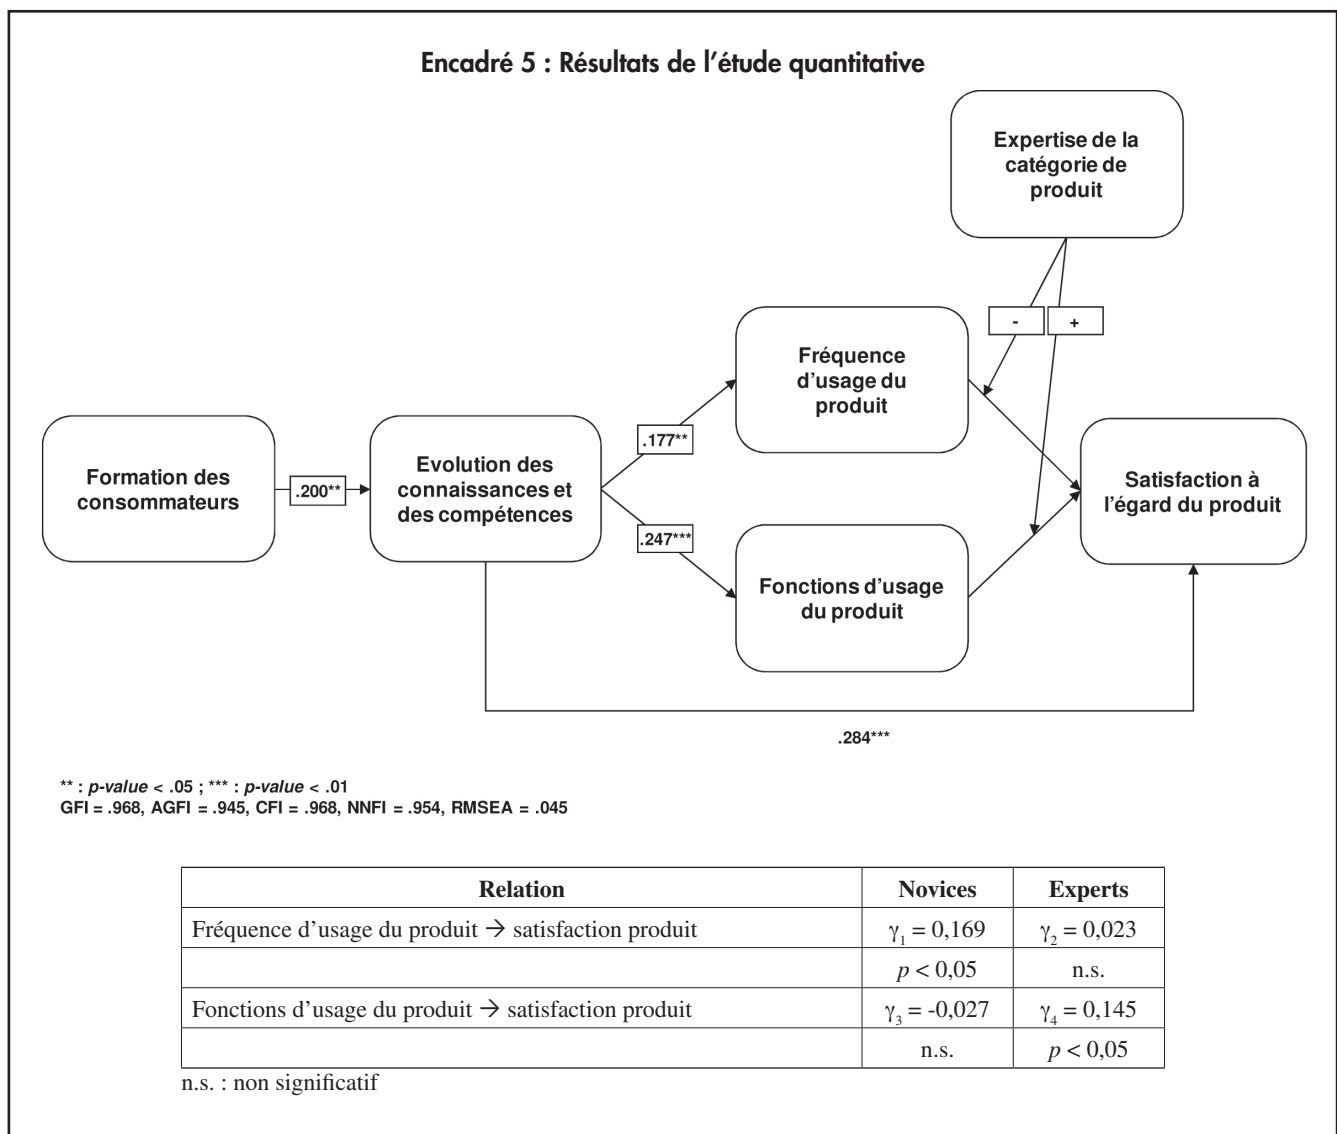 Encadré 5 : Résultats de l'étude quantitative
Expertise de la
catégorie de
produit
-
+
Fréquence
d'usage du
produit
.177**
Formation des
consommateurs
.200**
Evolution des
connaissances et
des compétences
Satisfaction à
l'égard du produit
.247***
Fonctions d'usage
du produit
.284***
** : p-value < .05 ; *** : p-value < .01
GFI = .968, AGFI = .945, CFI = .968, NNFI = .954, RMSEA = .045
Relation Novices Experts
Fréquence d'usage du produit → satisfaction produit γ₁ = 0,169 γ₂ = 0,023
p < 0,05 n.s.
Fonctions d'usage du produit → satisfaction produit γ₃ = -0,027 γ₄ = 0,145
n.s. p < 0,05
n.s. : non significatif